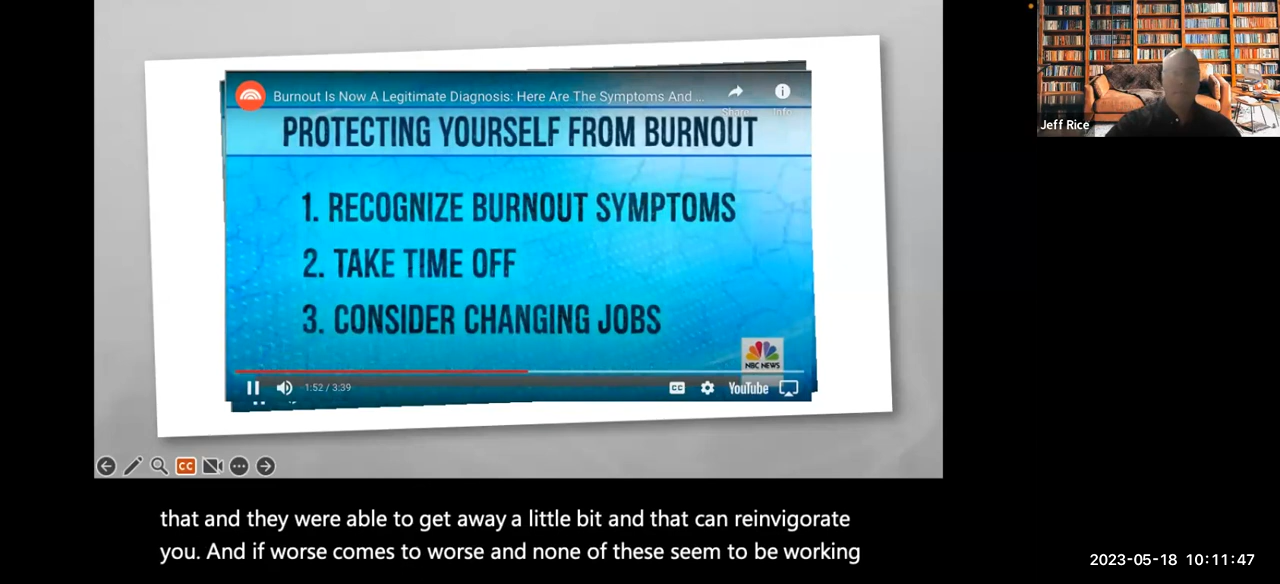 Burnout Is Now A Legitimate Diagnosis: Here Are The Symptoms And ...
Share
Info
PROTECTING YOURSELF FROM BURNOUT
1. RECOGNIZE BURNOUT SYMPTOMS
2. TAKE TIME OFF
3. CONSIDER CHANGING JOBS
NBC NEWS
1:52 / 3:39
CC
YouTube
CC
Jeff Rice
that and they were able to get away a little bit and that can reinvigorate
you. And if worse comes to worse and none of these seem to be working
2023-05-18 10:11:47